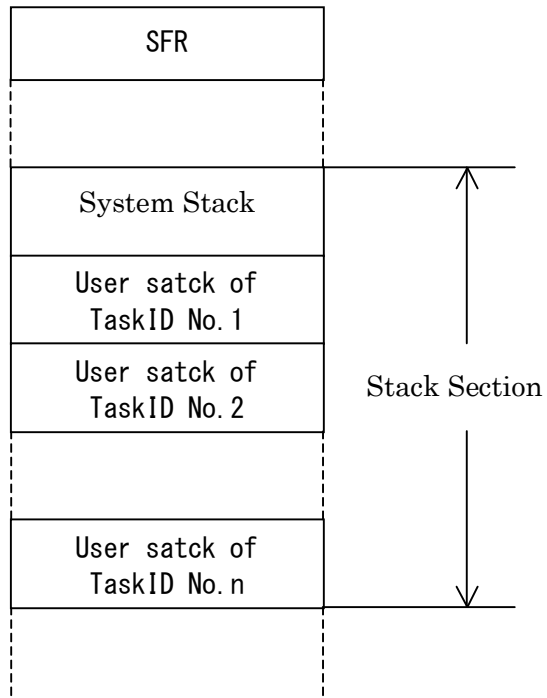 SFR
System Stack
User satck of
TaskID No.1
User satck of
TaskID No.2
Stack Section
User satck of
TaskID No.n